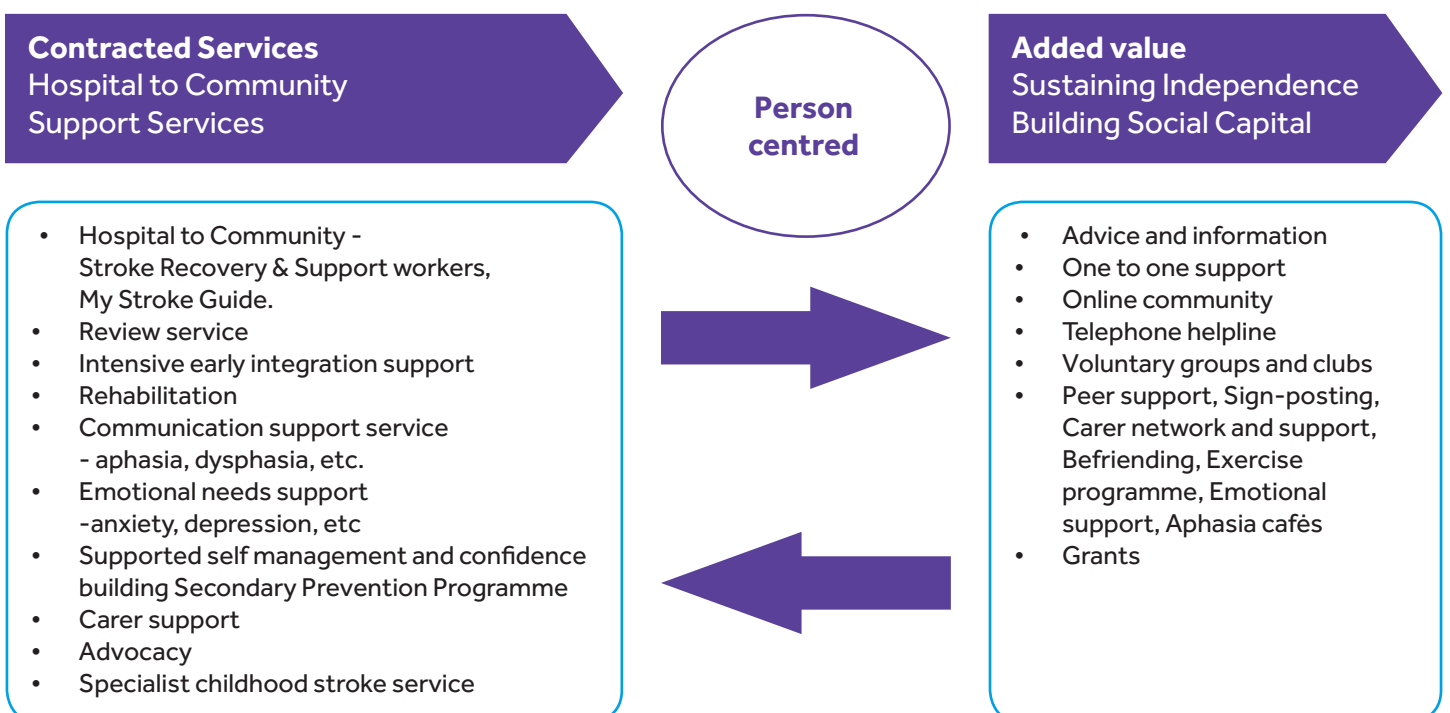 Contracted Services
Hospital to Community
Support Services
• Hospital to Community -
Stroke Recovery & Support workers,
My Stroke Guide.
• Review service
• Intensive early integration support
• Rehabilitation
• Communication support service
- aphasia, dysphasia, etc.
• Emotional needs support
-anxiety, depression, etc
• Supported self management and confidence
building Secondary Prevention Programme
• Carer support
• Advocacy
• Specialist childhood stroke service
Person
centred
Added value
Sustaining Independence
Building Social Capital
• Advice and information
• One to one support
• Online community
• Telephone helpline
• Voluntary groups and clubs
• Peer support, Sign-posting,
Carer network and support,
Befriending, Exercise
programme, Emotional
support, Aphasia cafės
• Grants